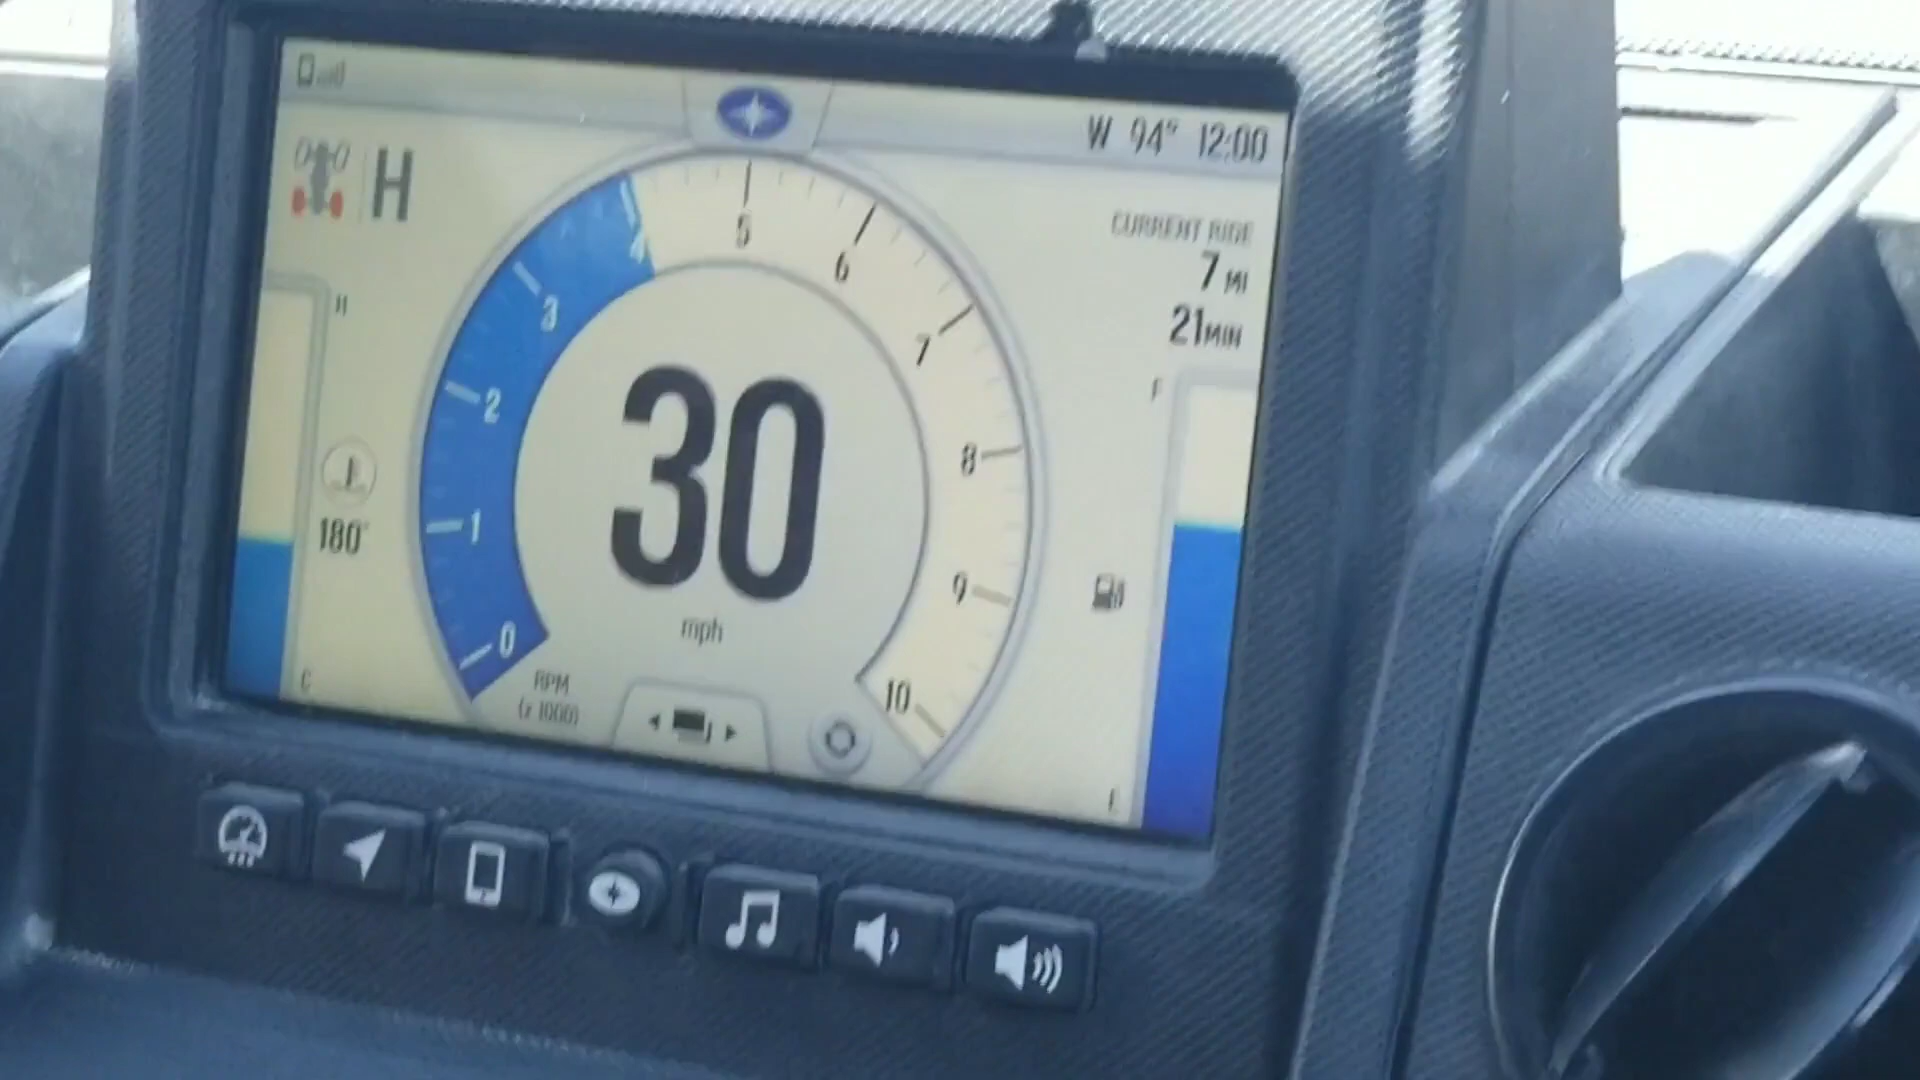 W 94° 12:00
H
CURRENT RIDE
7 MI
21 MIN
H
F
5
6
3
7
2
8
30
180°
1
9
mph
0
RPM
(x 1000)
10
C
E